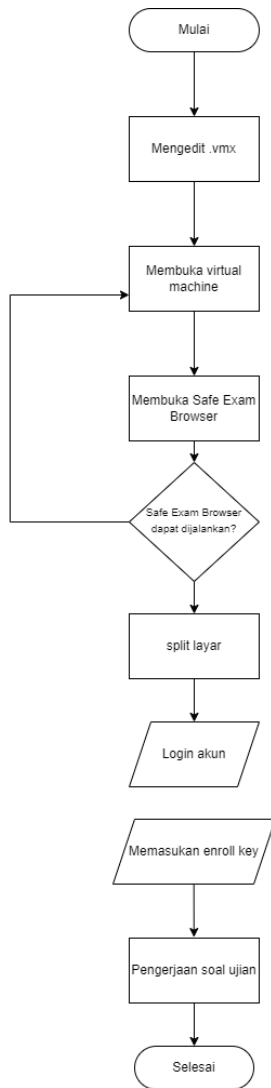 Mulai
Mengedit .vmx
Membuka virtual
machine
Membuka Safe Exam
Browser
Safe Exam Browser
dapat dijalankan?
split layar
Login akun
Memasukan enroll key
Pengerjaan soal ujian
Selesai